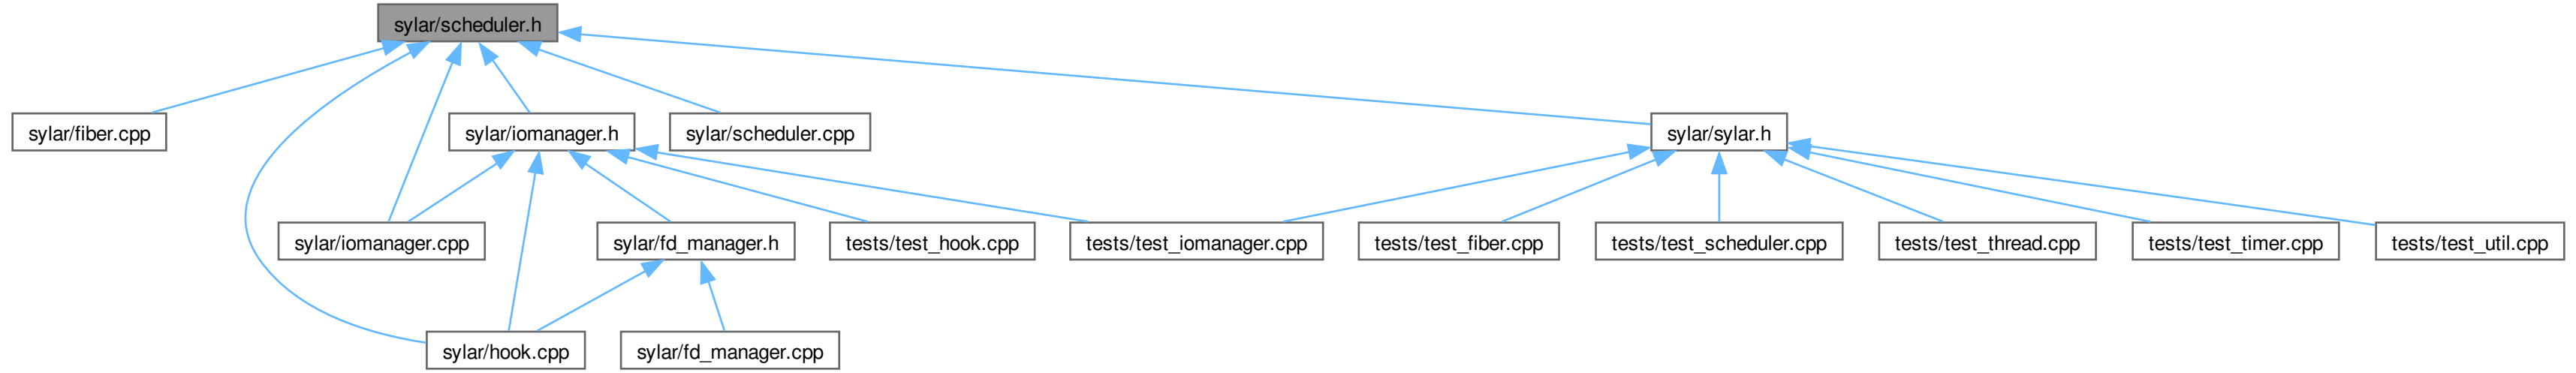 sylar/scheduler.h
sylar/fiber.cpp
sylar/iomanager.h
sylar/scheduler.cpp
sylar/sylar.h
sylar/iomanager.cpp
sylar/fd_manager.h
tests/test_hook.cpp
tests/test_iomanager.cpp
tests/test_fiber.cpp
tests/test_scheduler.cpp
tests/test_thread.cpp
tests/test_timer.cpp
tests/test_util.cpp
sylar/hook.cpp
sylar/fd_manager.cpp